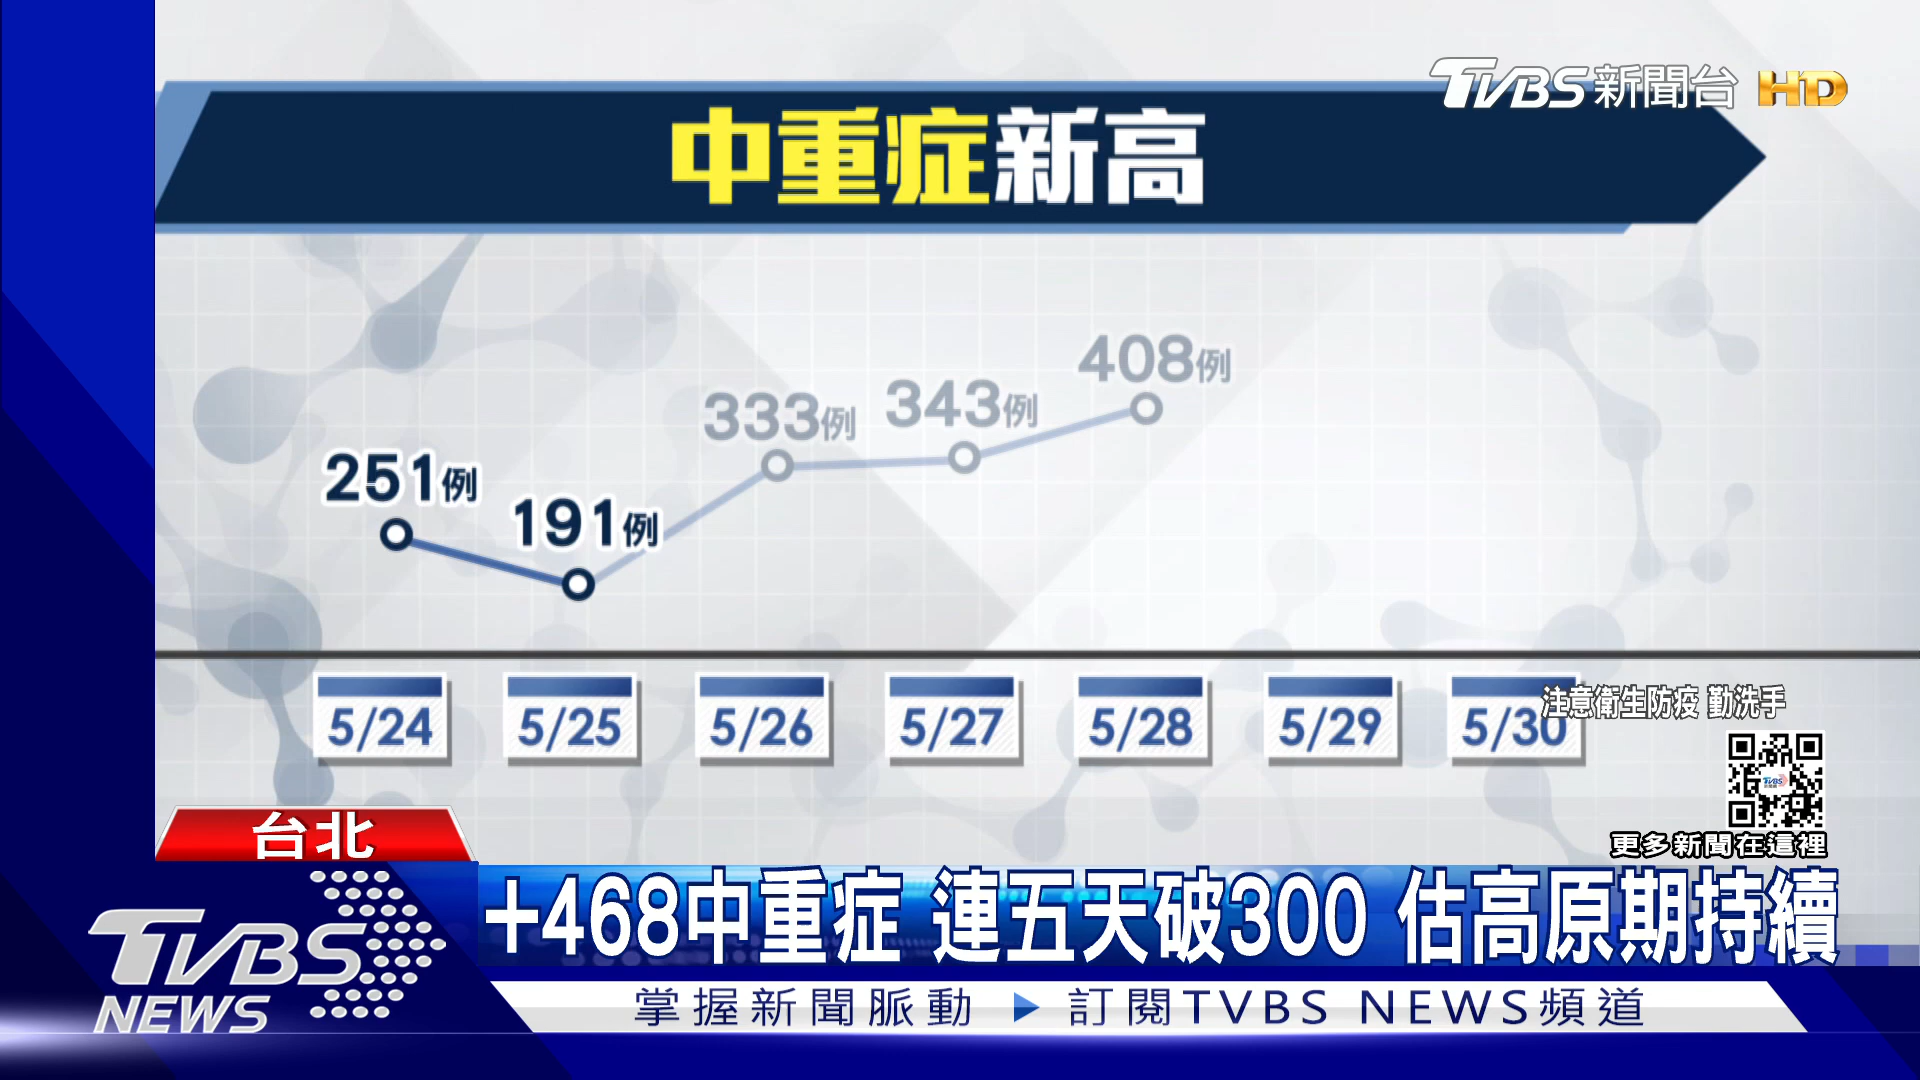 TVBS新聞台 HD
中重症新高
408例
343例
333例
251例
191例
5/24 5/25 5/26 5/27 5/28 5/29 5/30
注意衛生防疫 勤洗手
TVBS
更多新聞在這裡
台北
+468中重症 連五天破300 估高原期持續
TVBS
NEWS
掌握新聞脈動 ▶ 訂閱TVBS NEWS頻道